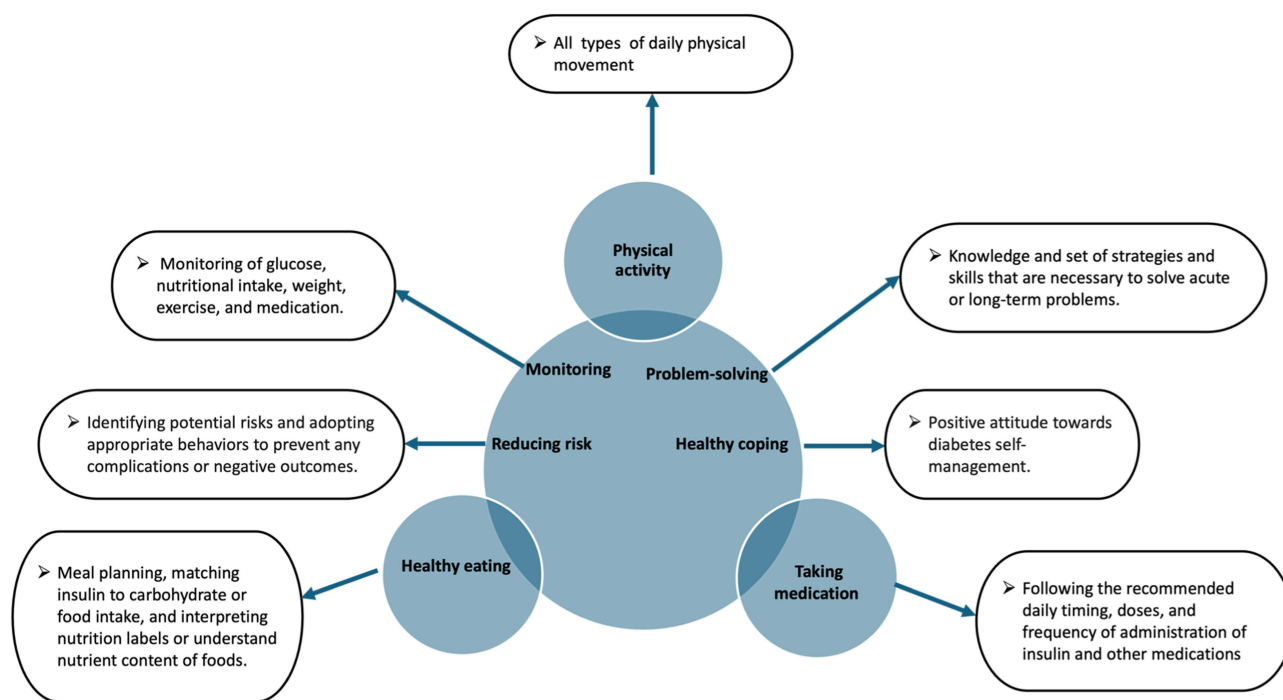 ➢ All types of daily physical
movement
Physical
activity
➢ Monitoring of glucose,
nutritional intake, weight,
exercise, and medication.
➢ Knowledge and set of strategies and
skills that are necessary to solve acute
or long-term problems.
Monitoring
Problem-solving
➢ Identifying potential risks and adopting
appropriate behaviors to prevent any
complications or negative outcomes.
Reducing risk
Healthy coping
➢ Positive attitude towards
diabetes self-
management.
➢ Meal planning, matching
insulin to carbohydrate or
food intake, and interpreting
nutrition labels or understand
nutrient content of foods.
Healthy eating
Taking
medication
➢ Following the recommended
daily timing, doses, and
frequency of administration of
insulin and other medications